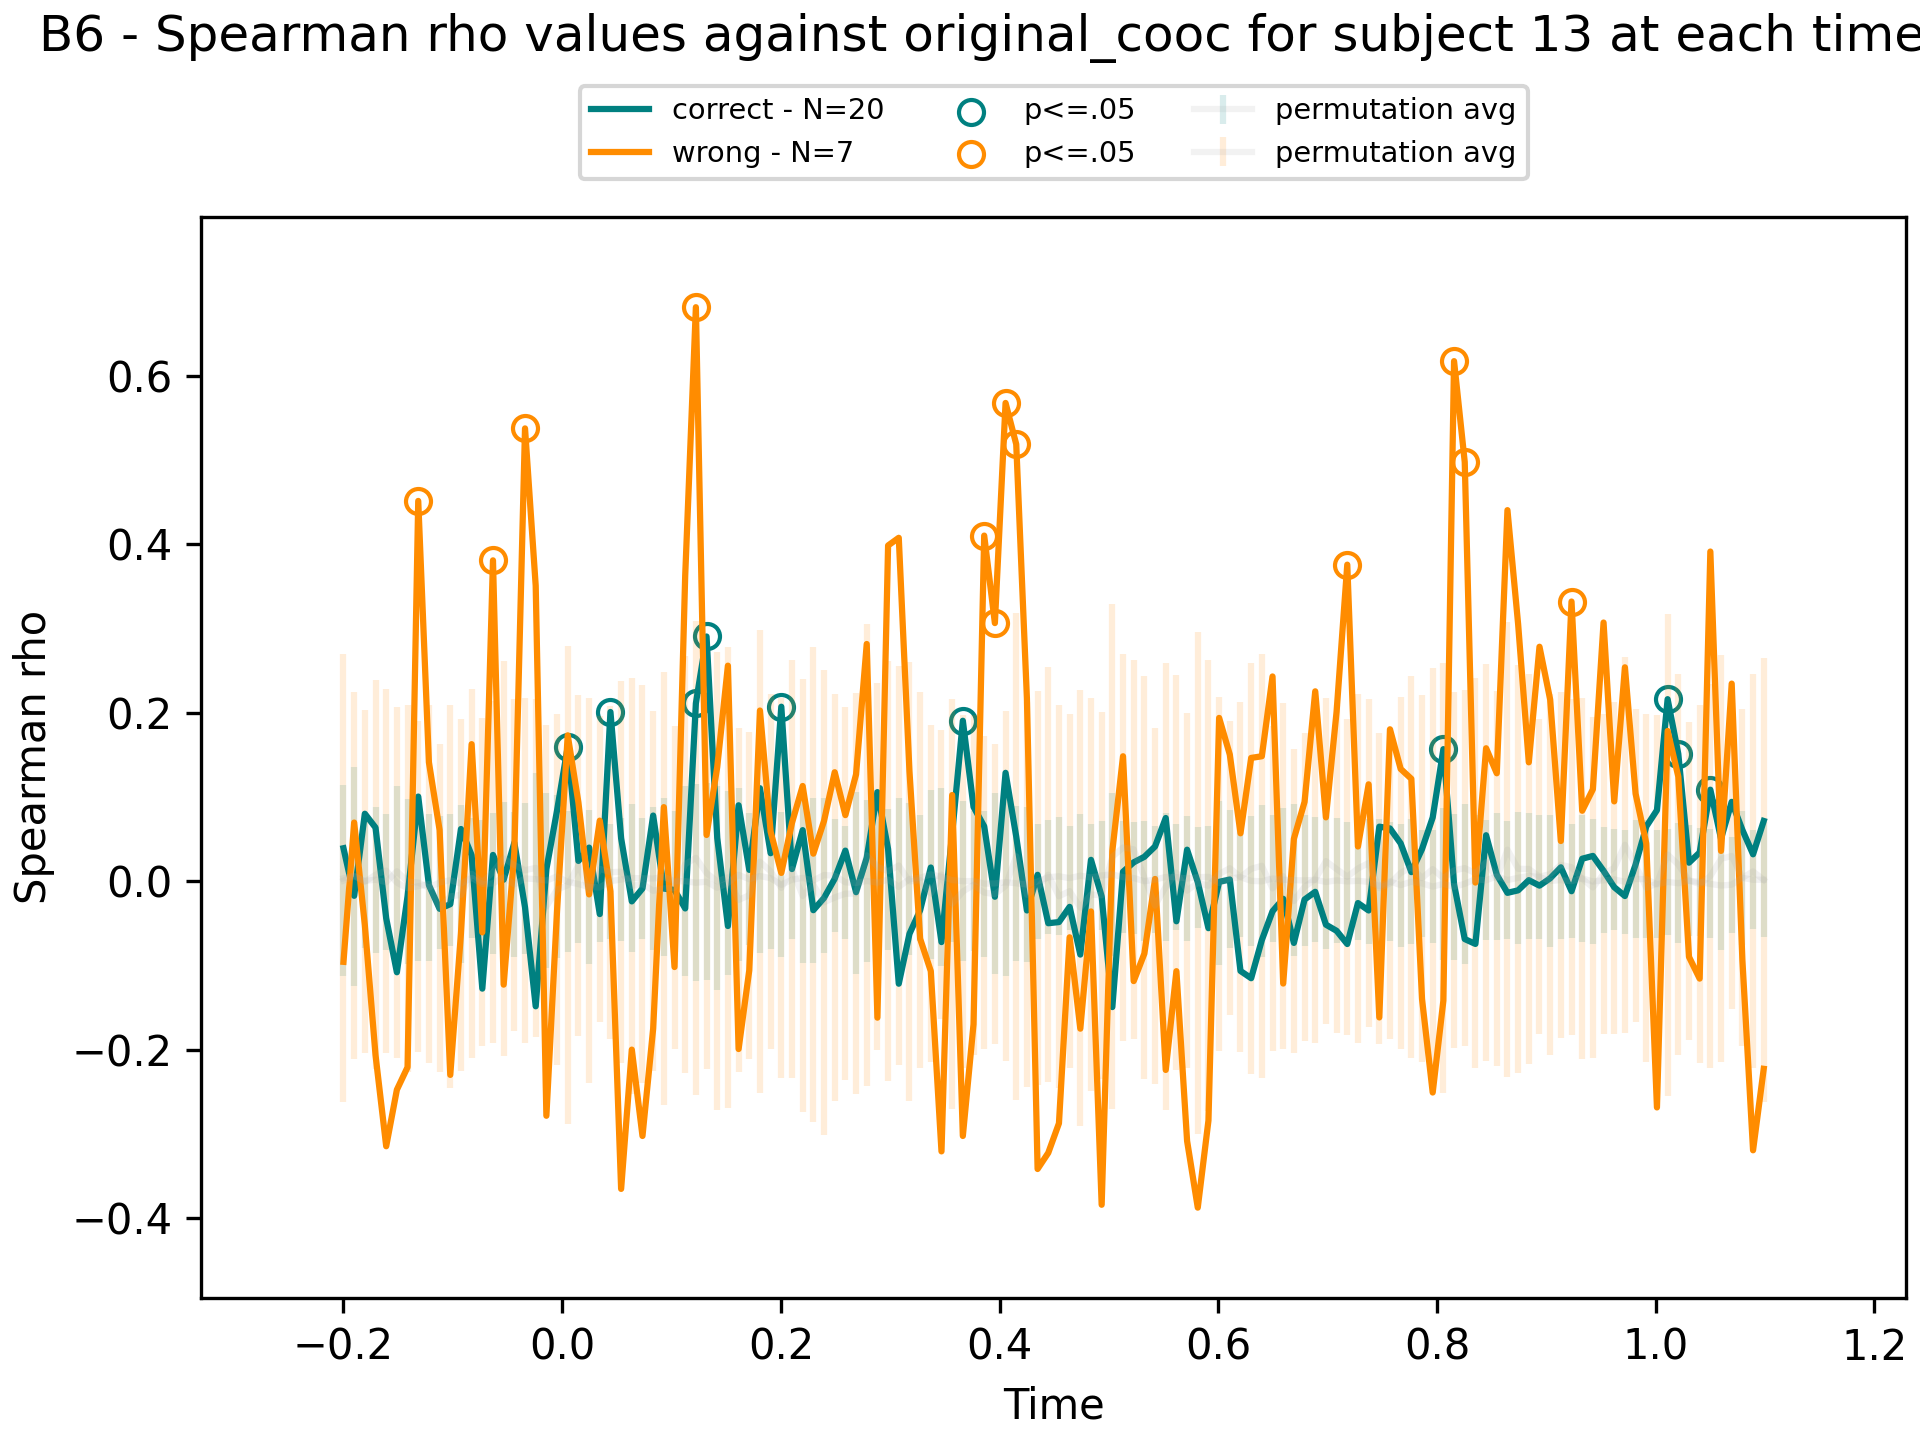 B6 - Spearman rho values against original_cooc for subject 13 at each time
correct - N=20
wrong - N=7
p<=.05
p<=.05
permutation avg
permutation avg
Spearman rho
0.6
0.4
0.2
0.0
−0.2
−0.4
−0.2 0.0 0.2 0.4 0.6 0.8 1.0 1.2
Time